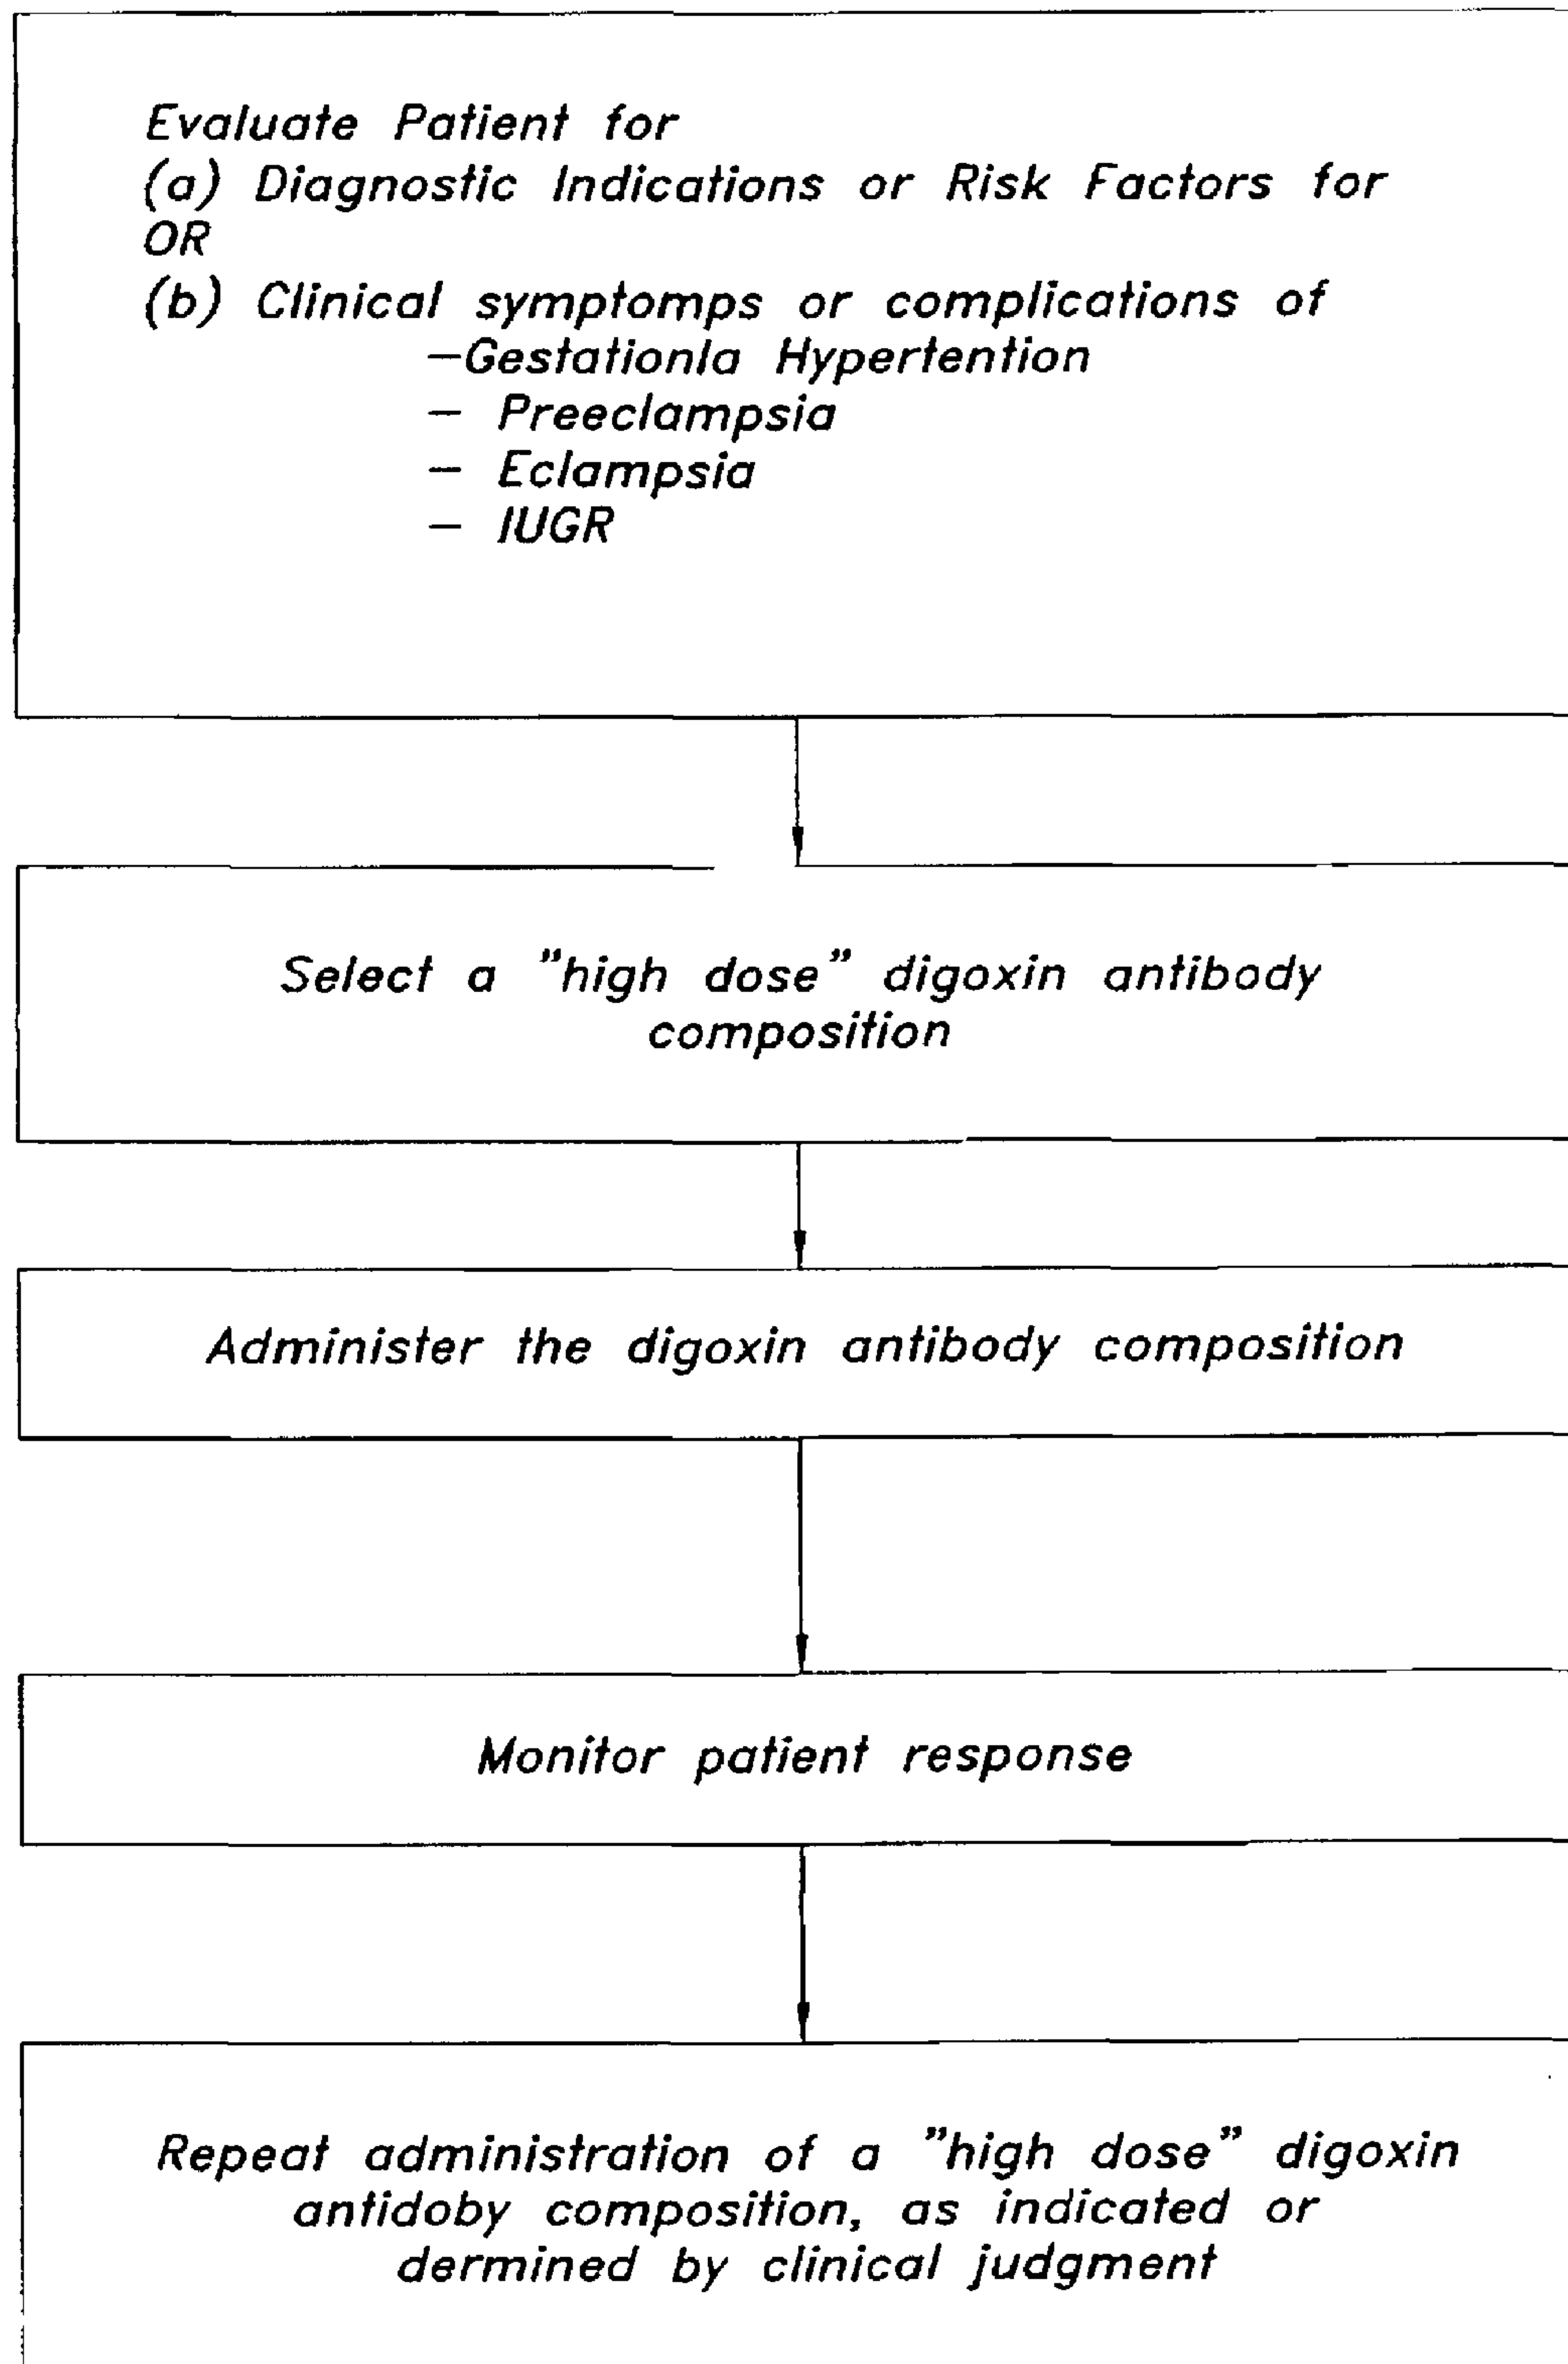 Evaluate Patient for
(a) Diagnostic Indications or Risk Factors for
OR
(b) Clinical symptomps or complications of
—Gestationla Hypertention
— Preeclampsia
— Eclampsia
— IUGR
Select a "high dose" digoxin antibody
composition
Administer the digoxin antibody composition
Monitor patient response
Repeat administration of a "high dose" digoxin
antidoby composition, as indicated or
dermined by clinical judgment